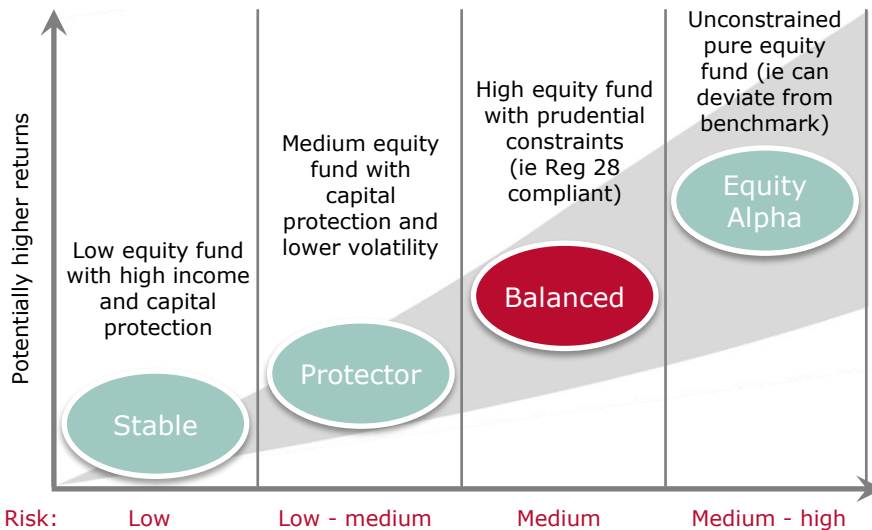 Potentially higher returns
Low equity fund
with high income
and capital
protection
Stable
Medium equity
fund with
capital
protection and
lower volatility
Protector
High equity fund
with prudential
constraints
(ie Reg 28
compliant)
Balanced
Unconstrained
pure equity
fund (ie can
deviate from
benchmark)
Equity
Alpha
Risk: Low Low - medium Medium Medium - high